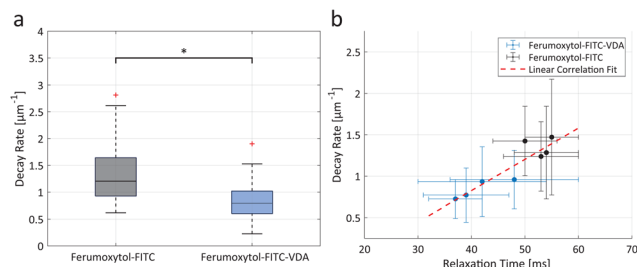 a
Decay Rate [µm⁻¹]
4
3.5
3
2.5
2
1.5
1
0.5
0
*
Ferumoxytol-FITC
Ferumoxytol-FITC-VDA
b
Decay Rate [µm⁻¹]
2.5
2
1.5
1
0.5
Ferumoxytol-FITC-VDA
Ferumoxytol-FITC
Linear Correlation Fit
20 30 40 50 60 70
Relaxation Time [ms]